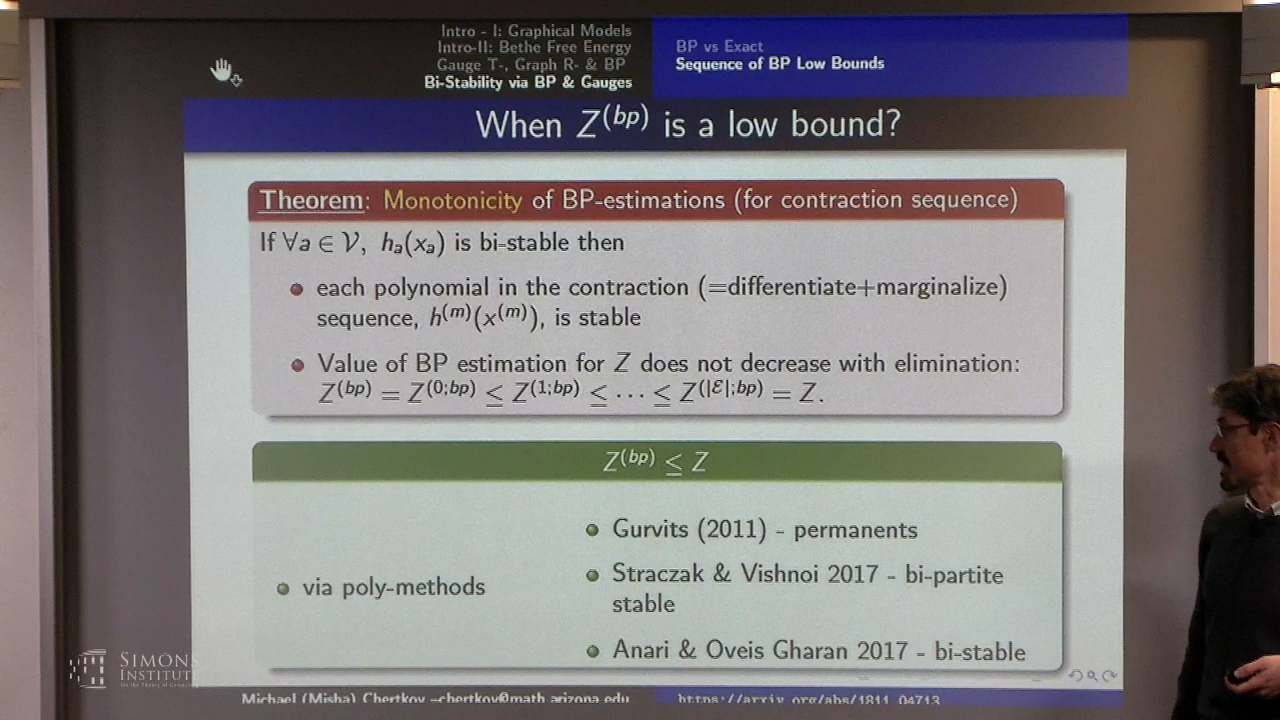 Intro - I: Graphical Models
Intro-II: Bethe Free Energy
Gauge T-, Graph R- & BP
Bi-Stability via BP & Gauges
BP vs Exact
Sequence of BP Low Bounds
When Z^(bp) is a low bound?
Theorem: Monotonicity of BP-estimations (for contraction sequence)
If ∀a ∈ V, hₐ(xₐ) is bi-stable then
each polynomial in the contraction (=differentiate+marginalize)
sequence, h^(m)(x^(m)), is stable
Value of BP estimation for Z does not decrease with elimination:
Z^(bp) = Z^(0;bp) ≤ Z^(1;bp) ≤ ··· ≤ Z^(|E|;bp) = Z.
Z^(bp) ≤ Z
via poly-methods
Gurvits (2011) - permanents
Straczak & Vishnoi 2017 - bi-partite
stable
Anari & Oveis Gharan 2017 - bi-stable
SIMONS
INSTITUTE
Michael (Misha) Chertkov –chertkov@math.arizona.edu
https://arxiv.org/abs/1811.04713